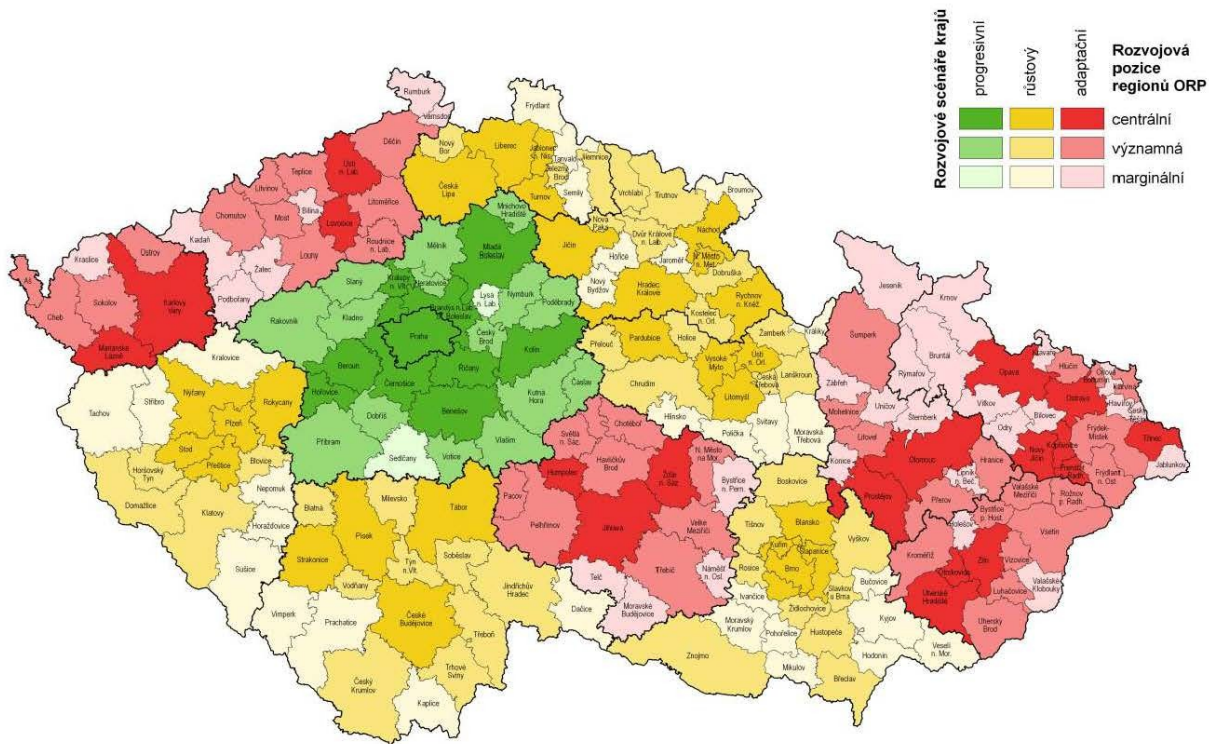 Rozvojové scénáře krajů
progresivní
růstový
adaptační
Rozvojová
pozice
regionů ORP
centrální
významná
marginální
Rumburk
Varnsdorf
Děčín
Ústí
n. Lab.
Teplice
Litvínov
Bílina
Most
Chomutov
Litoměřice
Lovosice
Roudnice
n. Lab.
Louny
Žatec
Kadaň
Podbořany
Kraslice
Ostrov
Karlovy
Vary
Sokolov
Aš
Cheb
Mariánské
Lázně
Frýdlant
Liberec
Nový
Bor
Česká
Lípa
Jablonec
n. Nis.
Tanvald
Železný
Brod
Semily
Turnov
Jilemnice
Vrchlabí
Trutnov
Broumov
Náchod
Nová
Paka
Dvůr Králové
n. Lab.
Jičín
Hořice
Jaroměř
N. Město
n. Met.
Dobruška
Nový
Bydžov
Hradec
Králové
Rychnov
n. Kněž.
Kostelec
n. Orl.
Mnichovo
Hradiště
Mělník
Mladá
Boleslav
Kralupy
n. Vlt.
Neratovice
Slaný
Lysá
n. Lab.
Nymburk
Poděbrady
Rakovník
Kladno
Brandýs n. Lab.
Boleslav
Praha
Český
Brod
Kolín
Beroun
Černošice
Říčany
Hořovice
Kutná
Hora
Čáslav
Dobříš
Benešov
Příbram
Sedlčany
Votice
Vlašim
Přelouč
Pardubice
Holice
Chrudim
Vysoké
Mýto
Ústí
n. Orl.
Žamberk
Králíky
Česká
Třebová
Lanškroun
Litomyšl
Hlinsko
Polička
Svitavy
Moravská
Třebová
Kralovice
Tachov
Stříbro
Nýřany
Plzeň
Rokycany
Stod
Přeštice
Blovice
Horšovský
Týn
Domažlice
Klatovy
Nepomuk
Horažďovice
Sušice
Blatná
Milevsko
Tábor
Písek
Strakonice
Soběslav
Týn
n. Vlt.
Vodňany
Jindřichův
Hradec
Vimperk
Prachatice
České
Budějovice
Třeboň
Dačice
Trhové
Sviny
Český
Krumlov
Kaplice
Světlá
n. Sáz.
Chotěboř
Havlíčkův
Brod
Humpolec
Žďár
n. Sáz.
N. Město
na Mor.
Bystřice
n. Pern.
Pacov
Pelhřimov
Jihlava
Velké
Meziříčí
Třebíč
Náměšť
n. Osl.
Telč
Moravské
Budějovice
Boskovice
Tišnov
Blansko
Vyškov
Kuřim
Šlapanice
Brno
Rosice
Slavkov
u Brna
Bučovice
Ivančice
Židlochovice
Moravský
Krumlov
Pohořelice
Hustopeče
Kyjov
Veselí
n. Mor.
Hodonín
Znojmo
Mikulov
Břeclav
Jeseník
Šumperk
Zábřeh
Mohelnice
Uničov
Šternberk
Litovel
Konice
Olomouc
Prostějov
Přerov
Lipník
n. Beč.
Hranice
Krnov
Bruntál
Rýmařov
Opava
Kravaře
Hlučín
Ostrava
Bohumín
Orlová
Karviná
Havířov
Český
Těšín
Vítkov
Bílovec
Odry
Nový
Jičín
Kopřivnice
Frýdek-
Místek
Třinec
Jablunkov
Frenštát
p. Radh.
Frýdlant
n. Ost
Valašské
Meziříčí
Rožnov
p. Radh.
Bystřice
p. Host.
Holešov
Kroměříž
Vsetín
Zlín
Vizovice
Otrokovice
Luhačovice
Valašské
Klobouky
Uherské
Hradiště
Uherský
Brod